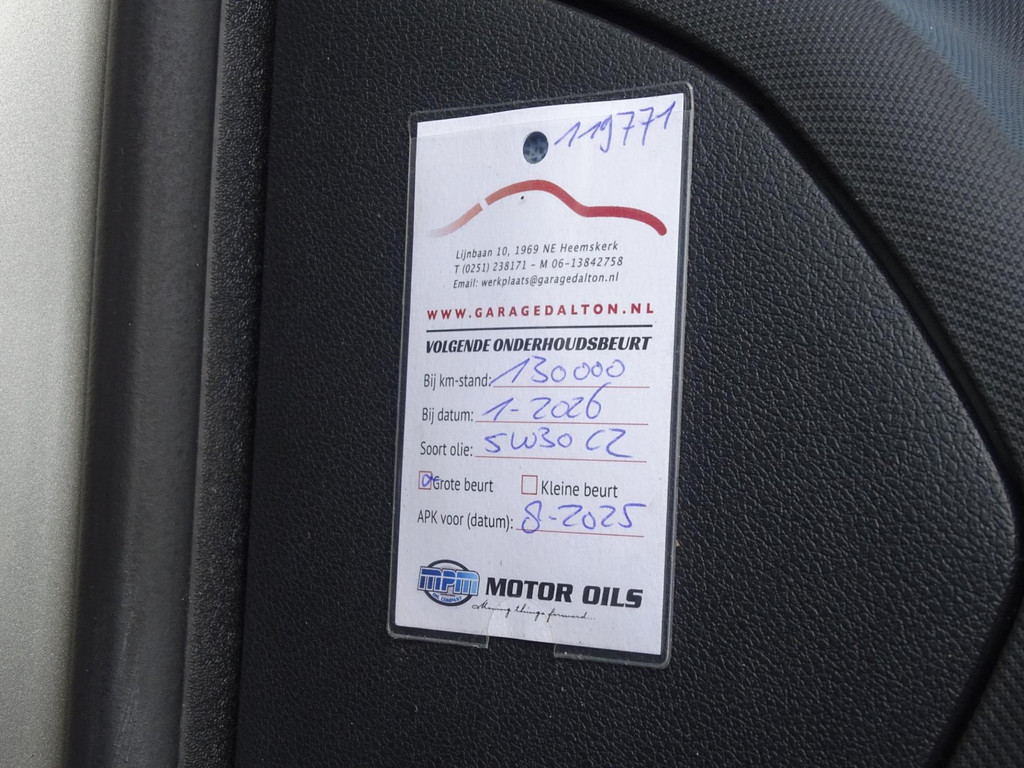 119771
Lijnbaan 10, 1969 NE Heemskerk
T (0251) 238171 - M 06-13842758
Email: werkplaats@garagedalton.nl
WWW.GARAGEDALTON.NL
VOLGENDE ONDERHOUDSBEURT
Bij km-stand: 130000
Bij datum: 1-2026
Soort olie: 5W30 C2
Grote beurt Kleine beurt
APK voor (datum): 8-2025
MPM MOTOR OILS
OIL COMPANY
Moving things forward...